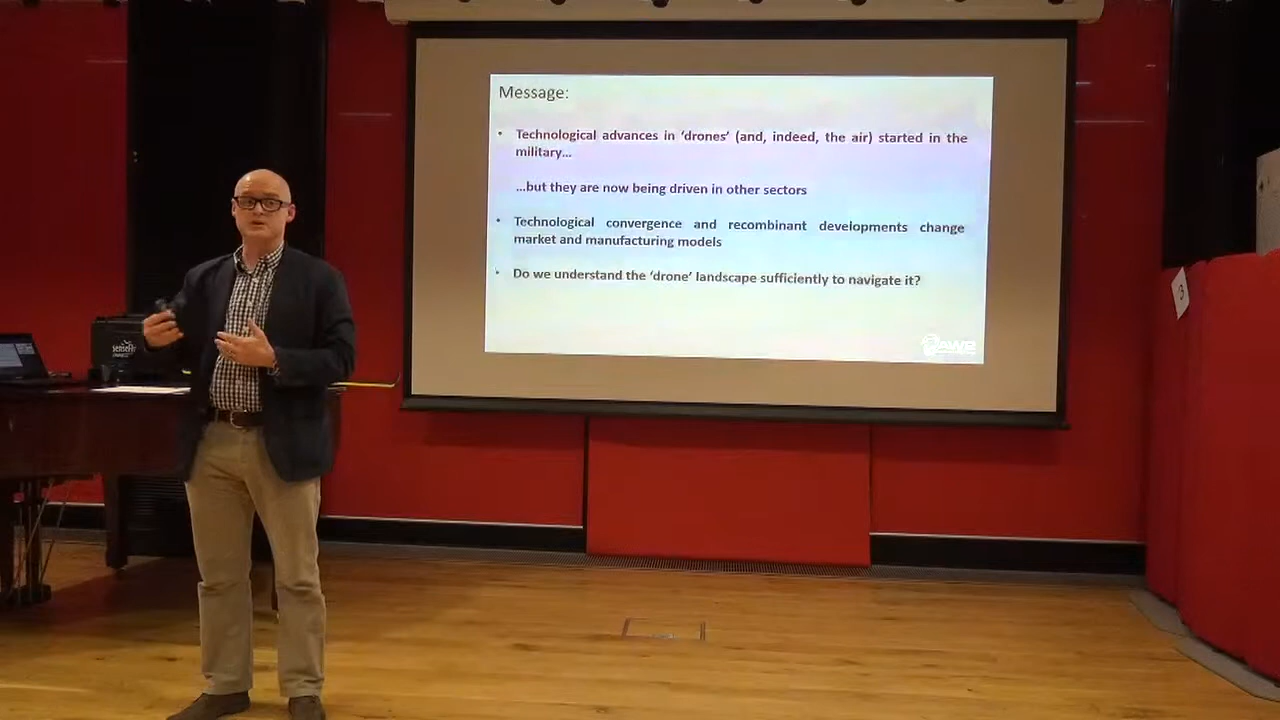 Message:
• Technological advances in ‘drones’ (and, indeed, the air) started in the
military...
...but they are now being driven in other sectors
• Technological convergence and recombinant developments change
market and manufacturing models
• Do we understand the ‘drone’ landscape sufficiently to navigate it?
senseFly
3